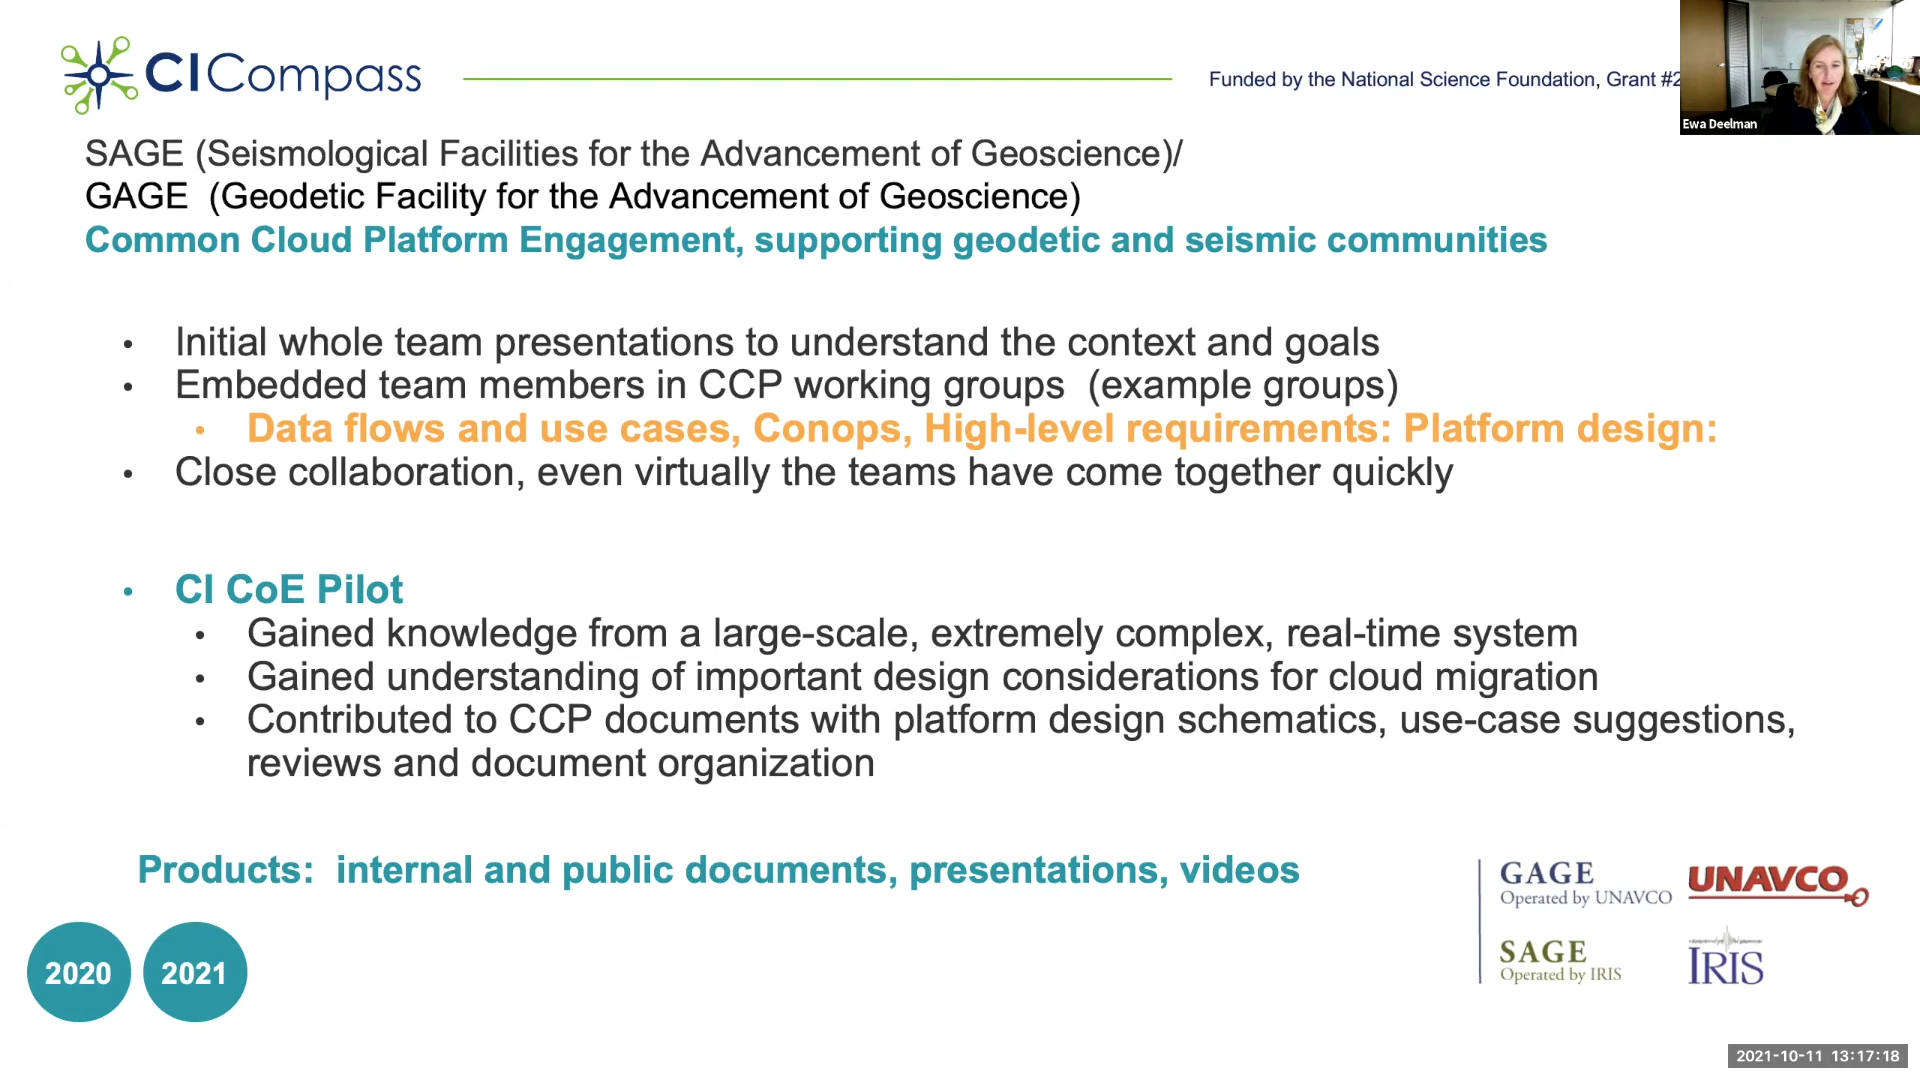 CICompass
Funded by the National Science Foundation, Grant #2
Ewa Deelman
SAGE (Seismological Facilities for the Advancement of Geoscience)/
GAGE (Geodetic Facility for the Advancement of Geoscience)
Common Cloud Platform Engagement, supporting geodetic and seismic communities
• Initial whole team presentations to understand the context and goals
• Embedded team members in CCP working groups (example groups)
• Data flows and use cases, Conops, High-level requirements: Platform design:
• Close collaboration, even virtually the teams have come together quickly
• CI CoE Pilot
• Gained knowledge from a large-scale, extremely complex, real-time system
• Gained understanding of important design considerations for cloud migration
• Contributed to CCP documents with platform design schematics, use-case suggestions,
reviews and document organization
Products: internal and public documents, presentations, videos
GAGE
Operated by UNAVCO
UNAVCO
SAGE
Operated by IRIS
IRIS
2020
2021
2021-10-11 13:17:18